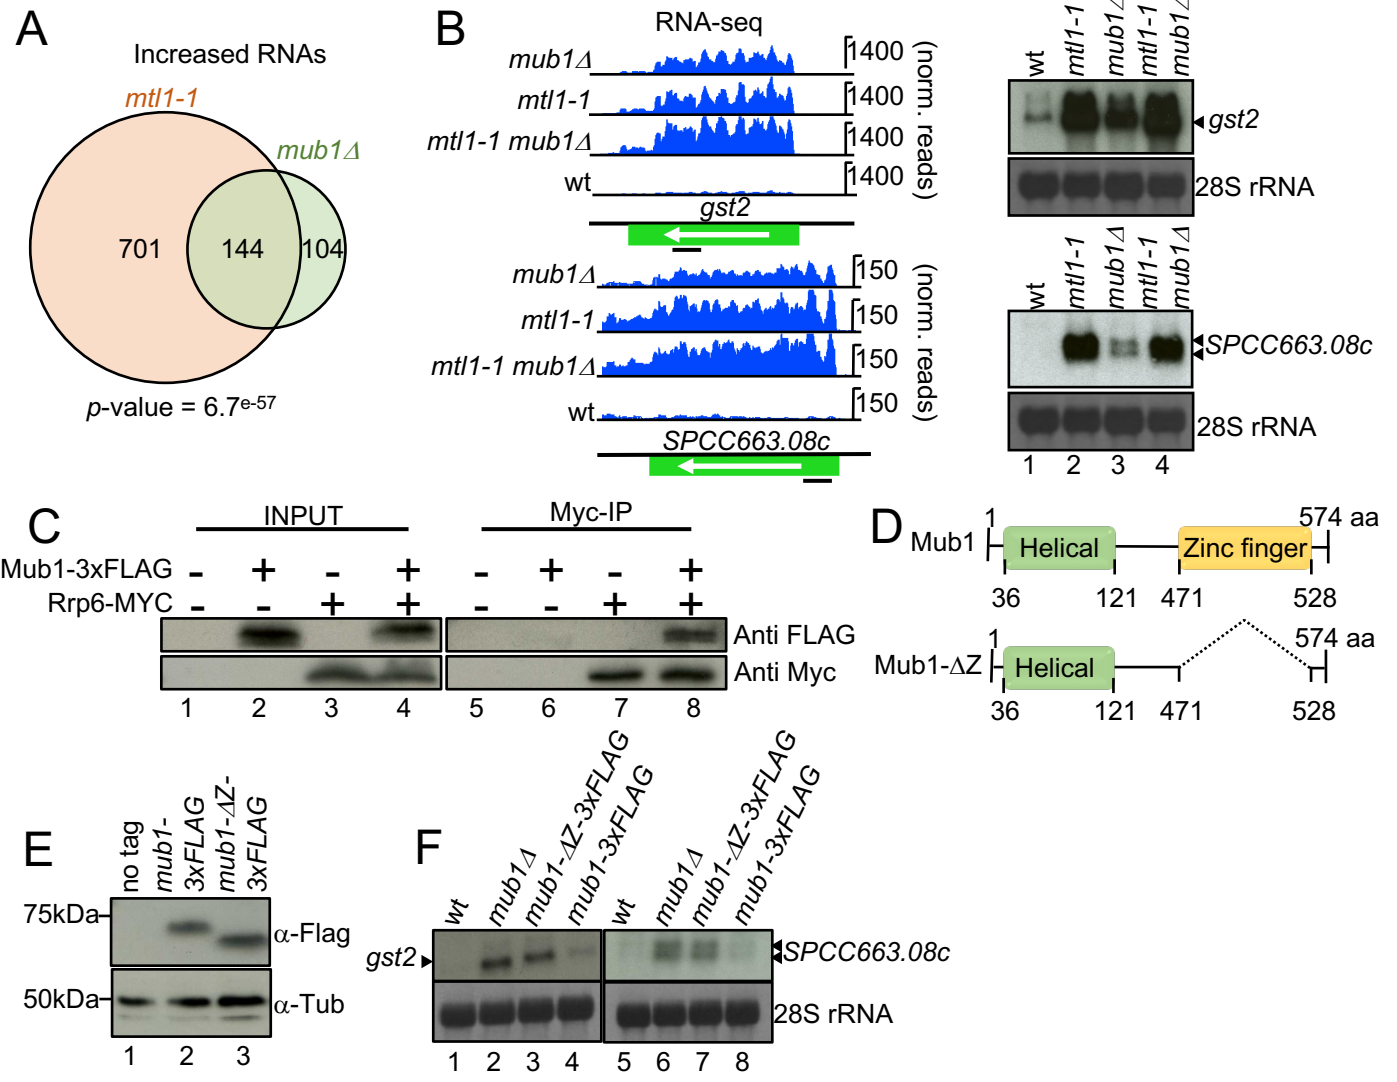 A
Increased RNAs
mtl1-1
mub1Δ
701
144
104
p-value = 6.7e-57
B
RNA-seq
mub1Δ
1400
mtl1-1
1400
mtl1-1 mub1Δ
1400
wt
1400
(norm. reads)
gst2
mub1Δ
150
mtl1-1
150
mtl1-1 mub1Δ
150
wt
150
(norm. reads)
SPCC663.08c
wt
mtl1-1
mub1Δ
mtl1-1
mub1Δ
gst2
28S rRNA
wt
mtl1-1
mub1Δ
mtl1-1
mub1Δ
SPCC663.08c
28S rRNA
1 2 3 4
C
INPUT
Myc-IP
Mub1-3xFLAG - + - + - + - +
Rrp6-MYC - - + + - - + +
Anti FLAG
Anti Myc
1 2 3 4 5 6 7 8
D
1
574 aa
Mub1
Helical
Zinc finger
36 121 471 528
1
574 aa
Mub1-ΔZ
Helical
36 121 471 528
E
no tag
mub1-
3xFLAG
mub1-ΔZ-
3xFLAG
75kDa
α-Flag
50kDa
α-Tub
1 2 3
F
wt
mub1Δ
mub1-ΔZ-3xFLAG
mub1-3xFLAG
wt
mub1Δ
mub1-ΔZ-3xFLAG
mub1-3xFLAG
gst2
SPCC663.08c
28S rRNA
1 2 3 4 5 6 7 8